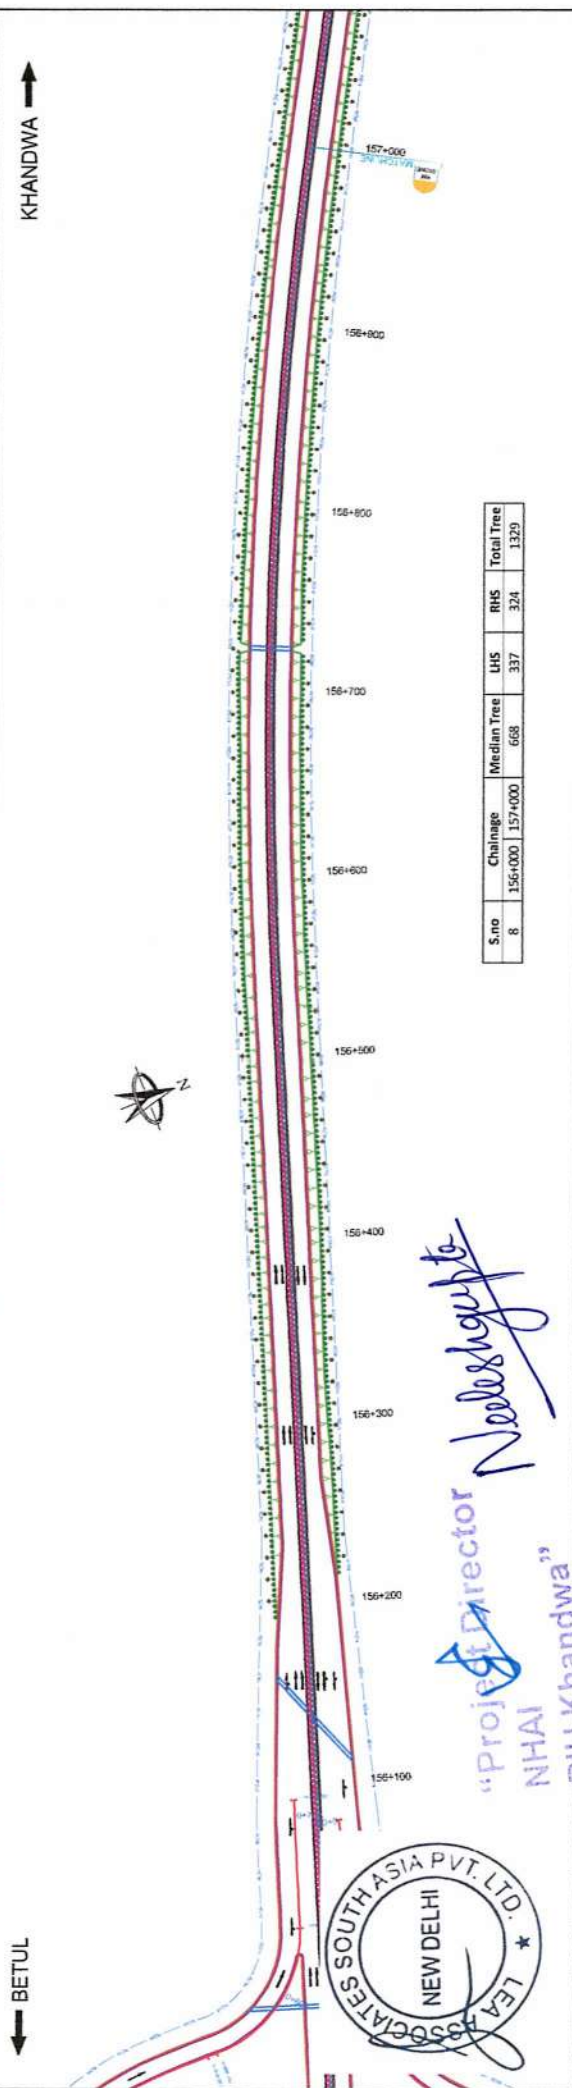 BETUL
KHANDWA
156+100
156+200
156+300
156+400
156+500
156+600
156+700
156+800
156+900
157+000
MATCHLINE
N
S.no Chainage Median Tree LHS RHS Total Tree
8 156+000 157+000 668 337 324 1329
LEA ASSOCIATES SOUTH ASIA PVT. LTD. ★
NEW DELHI
"Project Director
NHAI
PIU Khandwa"
Neeleshgupta